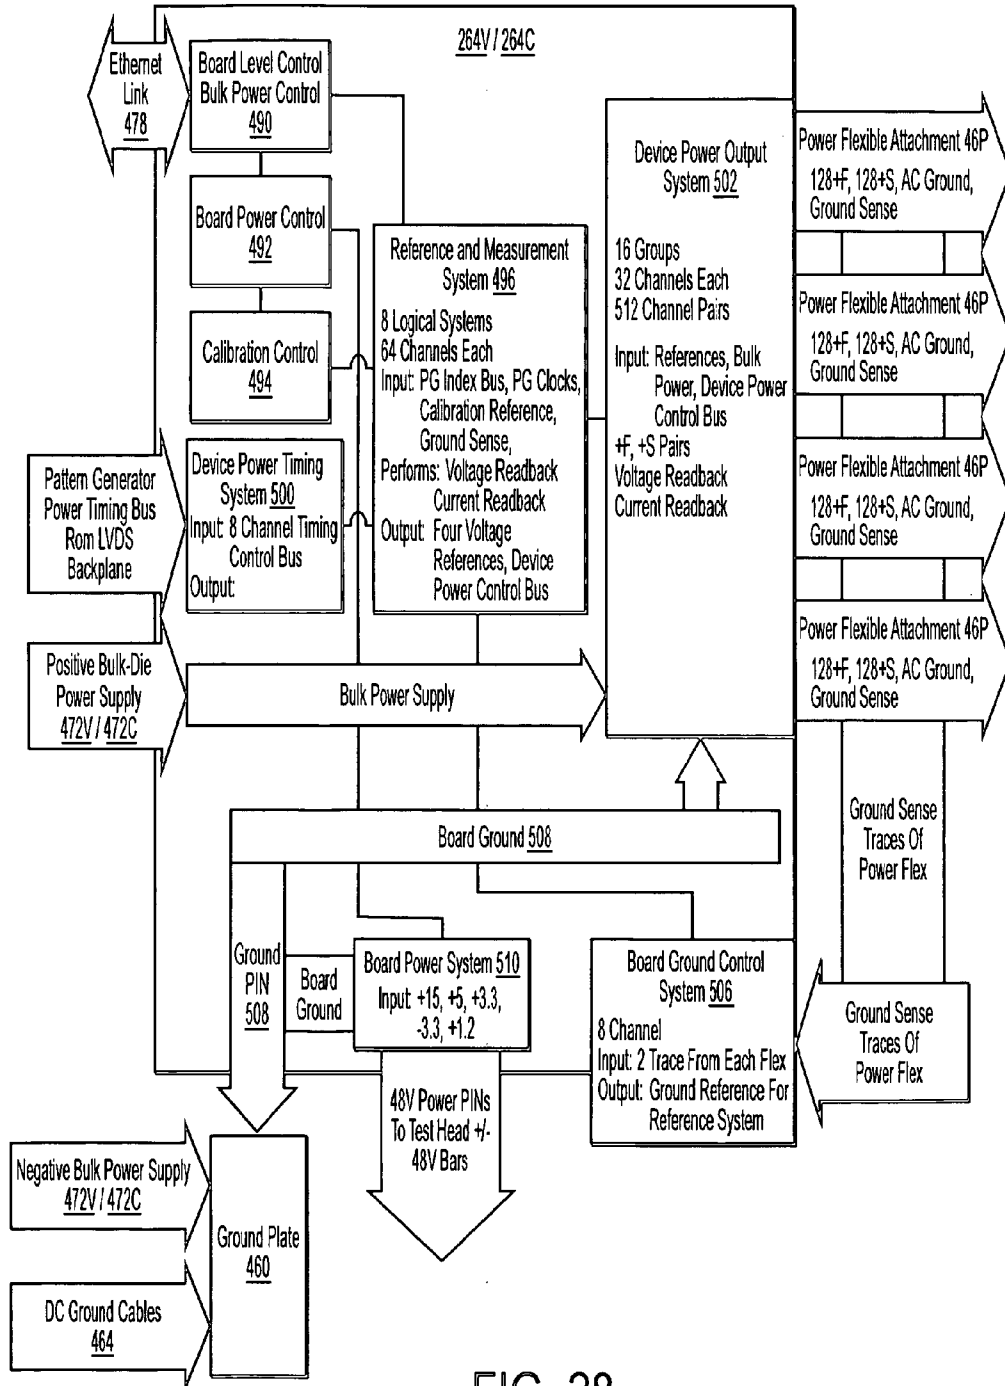 264V / 264C
Ethernet
Link
478
Board Level Control
Bulk Power Control
490
Board Power Control
492
Calibration Control
494
Reference and Measurement
System 496
8 Logical Systems
64 Channels Each
Input: PG Index Bus, PG Clocks,
Calibration Reference,
Ground Sense,
Performs: Voltage Readback
Current Readback
Output: Four Voltage
References, Device
Power Control Bus
Device Power Output
System 502
16 Groups
32 Channels Each
512 Channel Pairs
Input: References, Bulk
Power, Device Power
Control Bus
+F, +S Pairs
Voltage Readback
Current Readback
Power Flexible Attachment 46P
128+F, 128+S, AC Ground,
Ground Sense
Power Flexible Attachment 46P
128+F, 128+S, AC Ground,
Ground Sense
Power Flexible Attachment 46P
128+F, 128+S, AC Ground,
Ground Sense
Power Flexible Attachment 46P
128+F, 128+S, AC Ground,
Ground Sense
Pattern Generator
Power Timing Bus
Rom LVDS
Backplane
Device Power Timing
System 500
Input: 8 Channel Timing
Control Bus
Output:
Positive Bulk-Die
Power Supply
472V / 472C
Bulk Power Supply
Board Ground 508
Ground Sense
Traces Of
Power Flex
Ground
PIN
508
Board
Ground
Board Power System 510
Input: +15, +5, +3.3,
-3.3, +1.2
Board Ground Control
System 506
8 Channel
Input: 2 Trace From Each Flex
Output: Ground Reference For
Reference System
Ground Sense
Traces Of
Power Flex
48V Power PINs
To Test Head +/-
48V Bars
Negative Bulk Power Supply
472V / 472C
Ground Plate
460
DC Ground Cables
464
FIG. 28